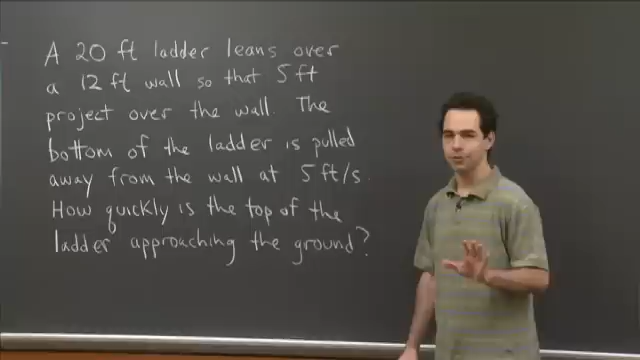 A 20 ft ladder leans over
a 12 ft wall so that 5 ft
project over the wall. The
bottom of the ladder is pulled
away from the wall at 5 ft/s.
How quickly is the top of the
ladder approaching the ground?